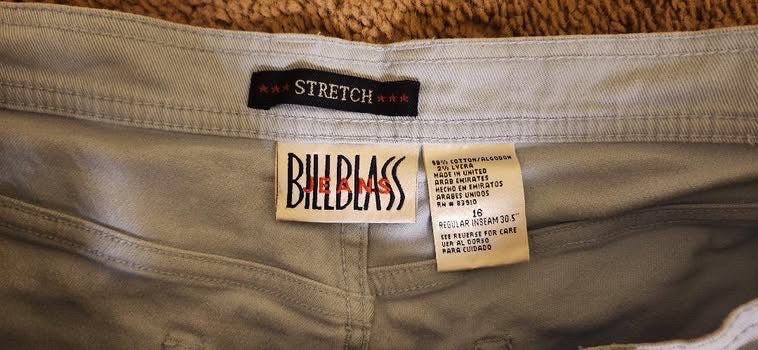 *** STRETCH ***
BILLBLASS
JEANS
98% COTTON/ALGODON
2% LYCRA
MADE IN UNITED
ARAB EMIRATES
HECHO EN EMIRATOS
ARABES UNIDOS
RN # 83910
16
REGULAR INSEAM 30.5"
SEE REVERSE FOR CARE
VER AL DORSO
PARA CUIDADO